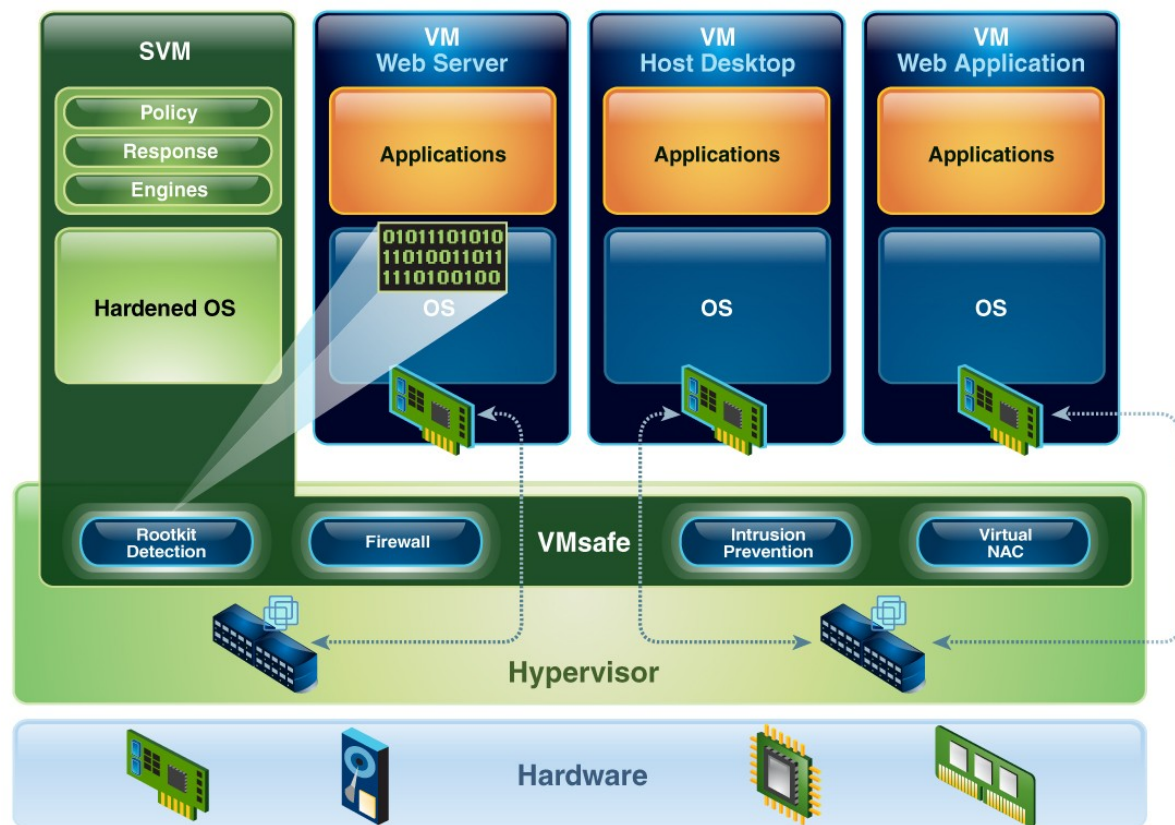 SVM
Policy
Response
Engines
Hardened OS
VM
Web Server
Applications
01011101010
11010011011
1110100100
OS
VM
Host Desktop
Applications
OS
VM
Web Application
Applications
OS
Rootkit
Detection
Firewall
VMsafe
Intrusion
Prevention
Virtual
NAC
Hypervisor
Hardware